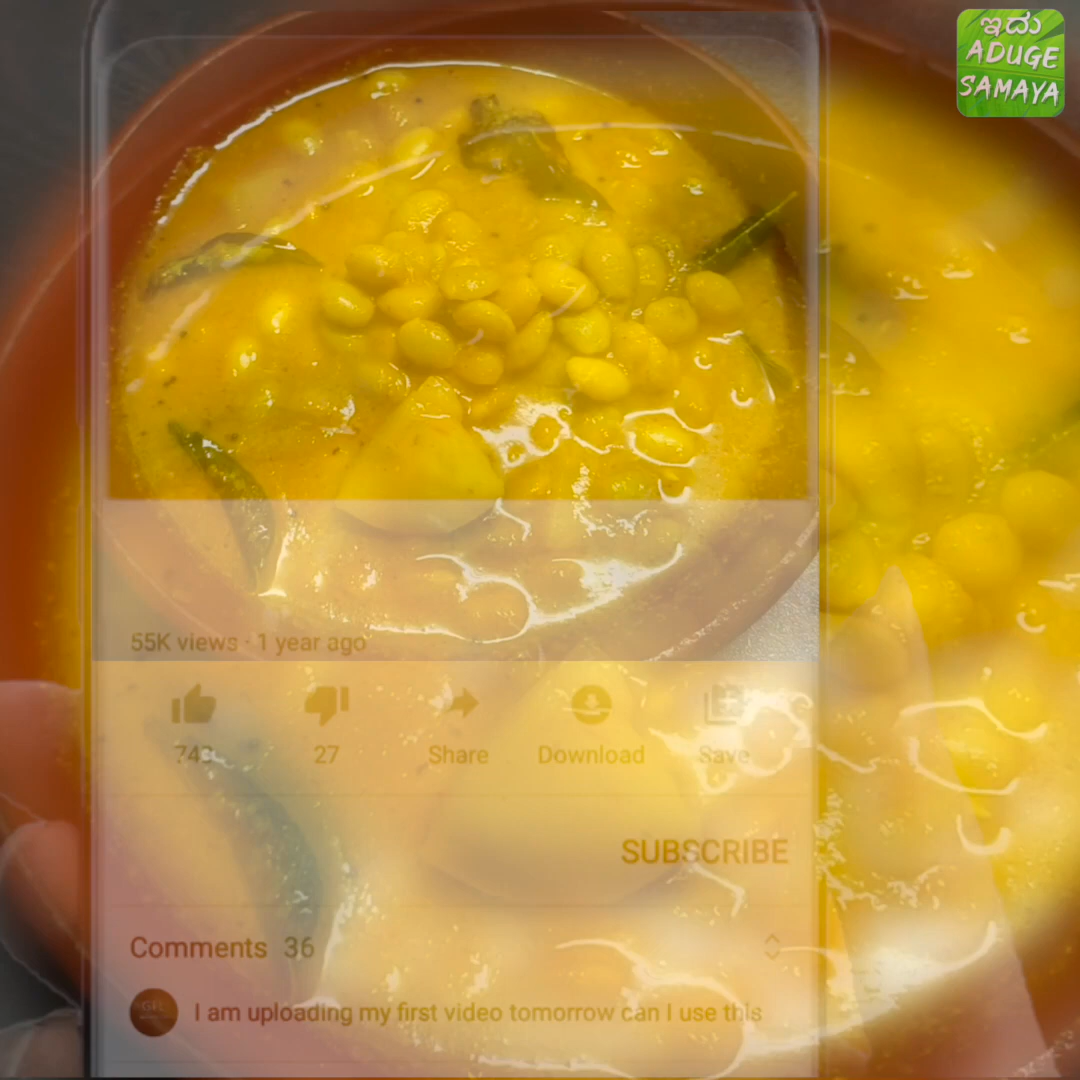 ಇದು
ADUGE
SAMAYA
55K views · 1 year ago
743 27 Share Download Save
SUBSCRIBE
Comments 36
I am uploading my first video tomorrow can I use this